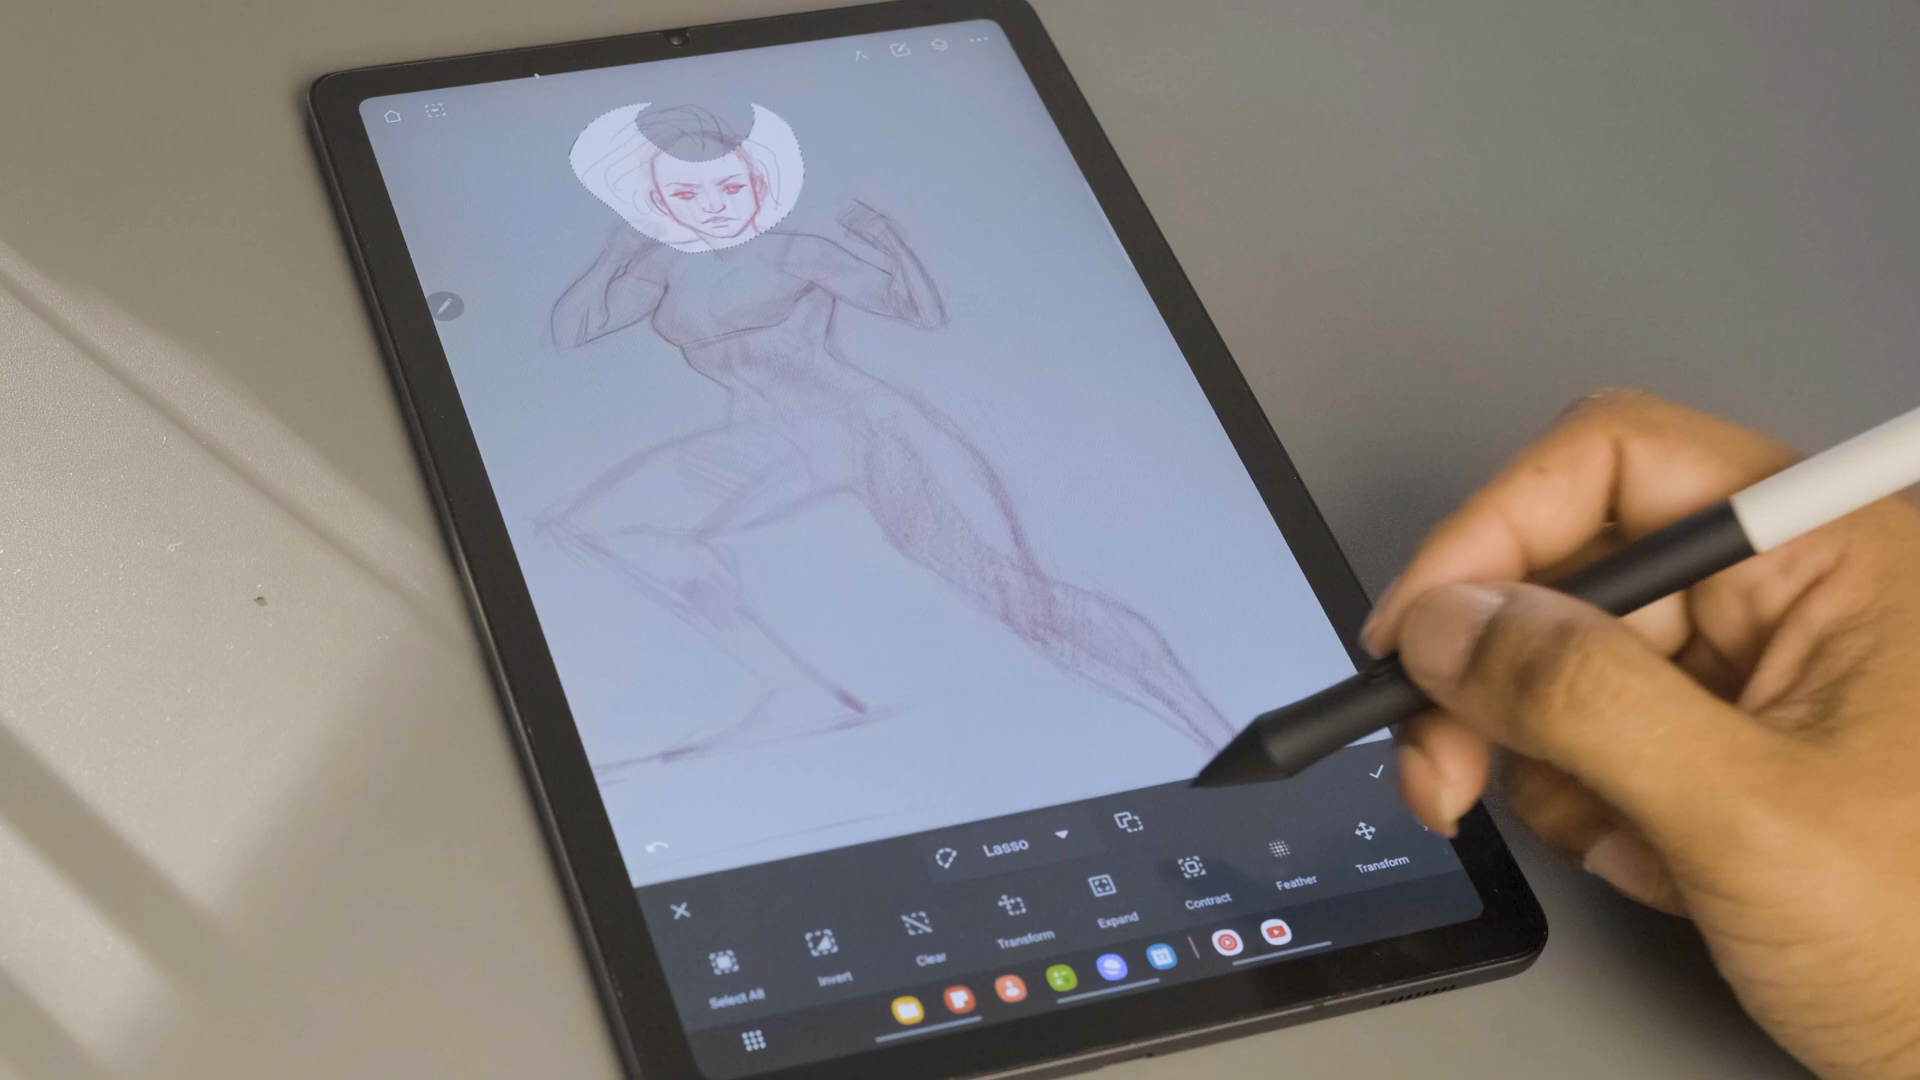 Lasso
Select All
Invert
Clear
Transform
Expand
Contract
Feather
Transform